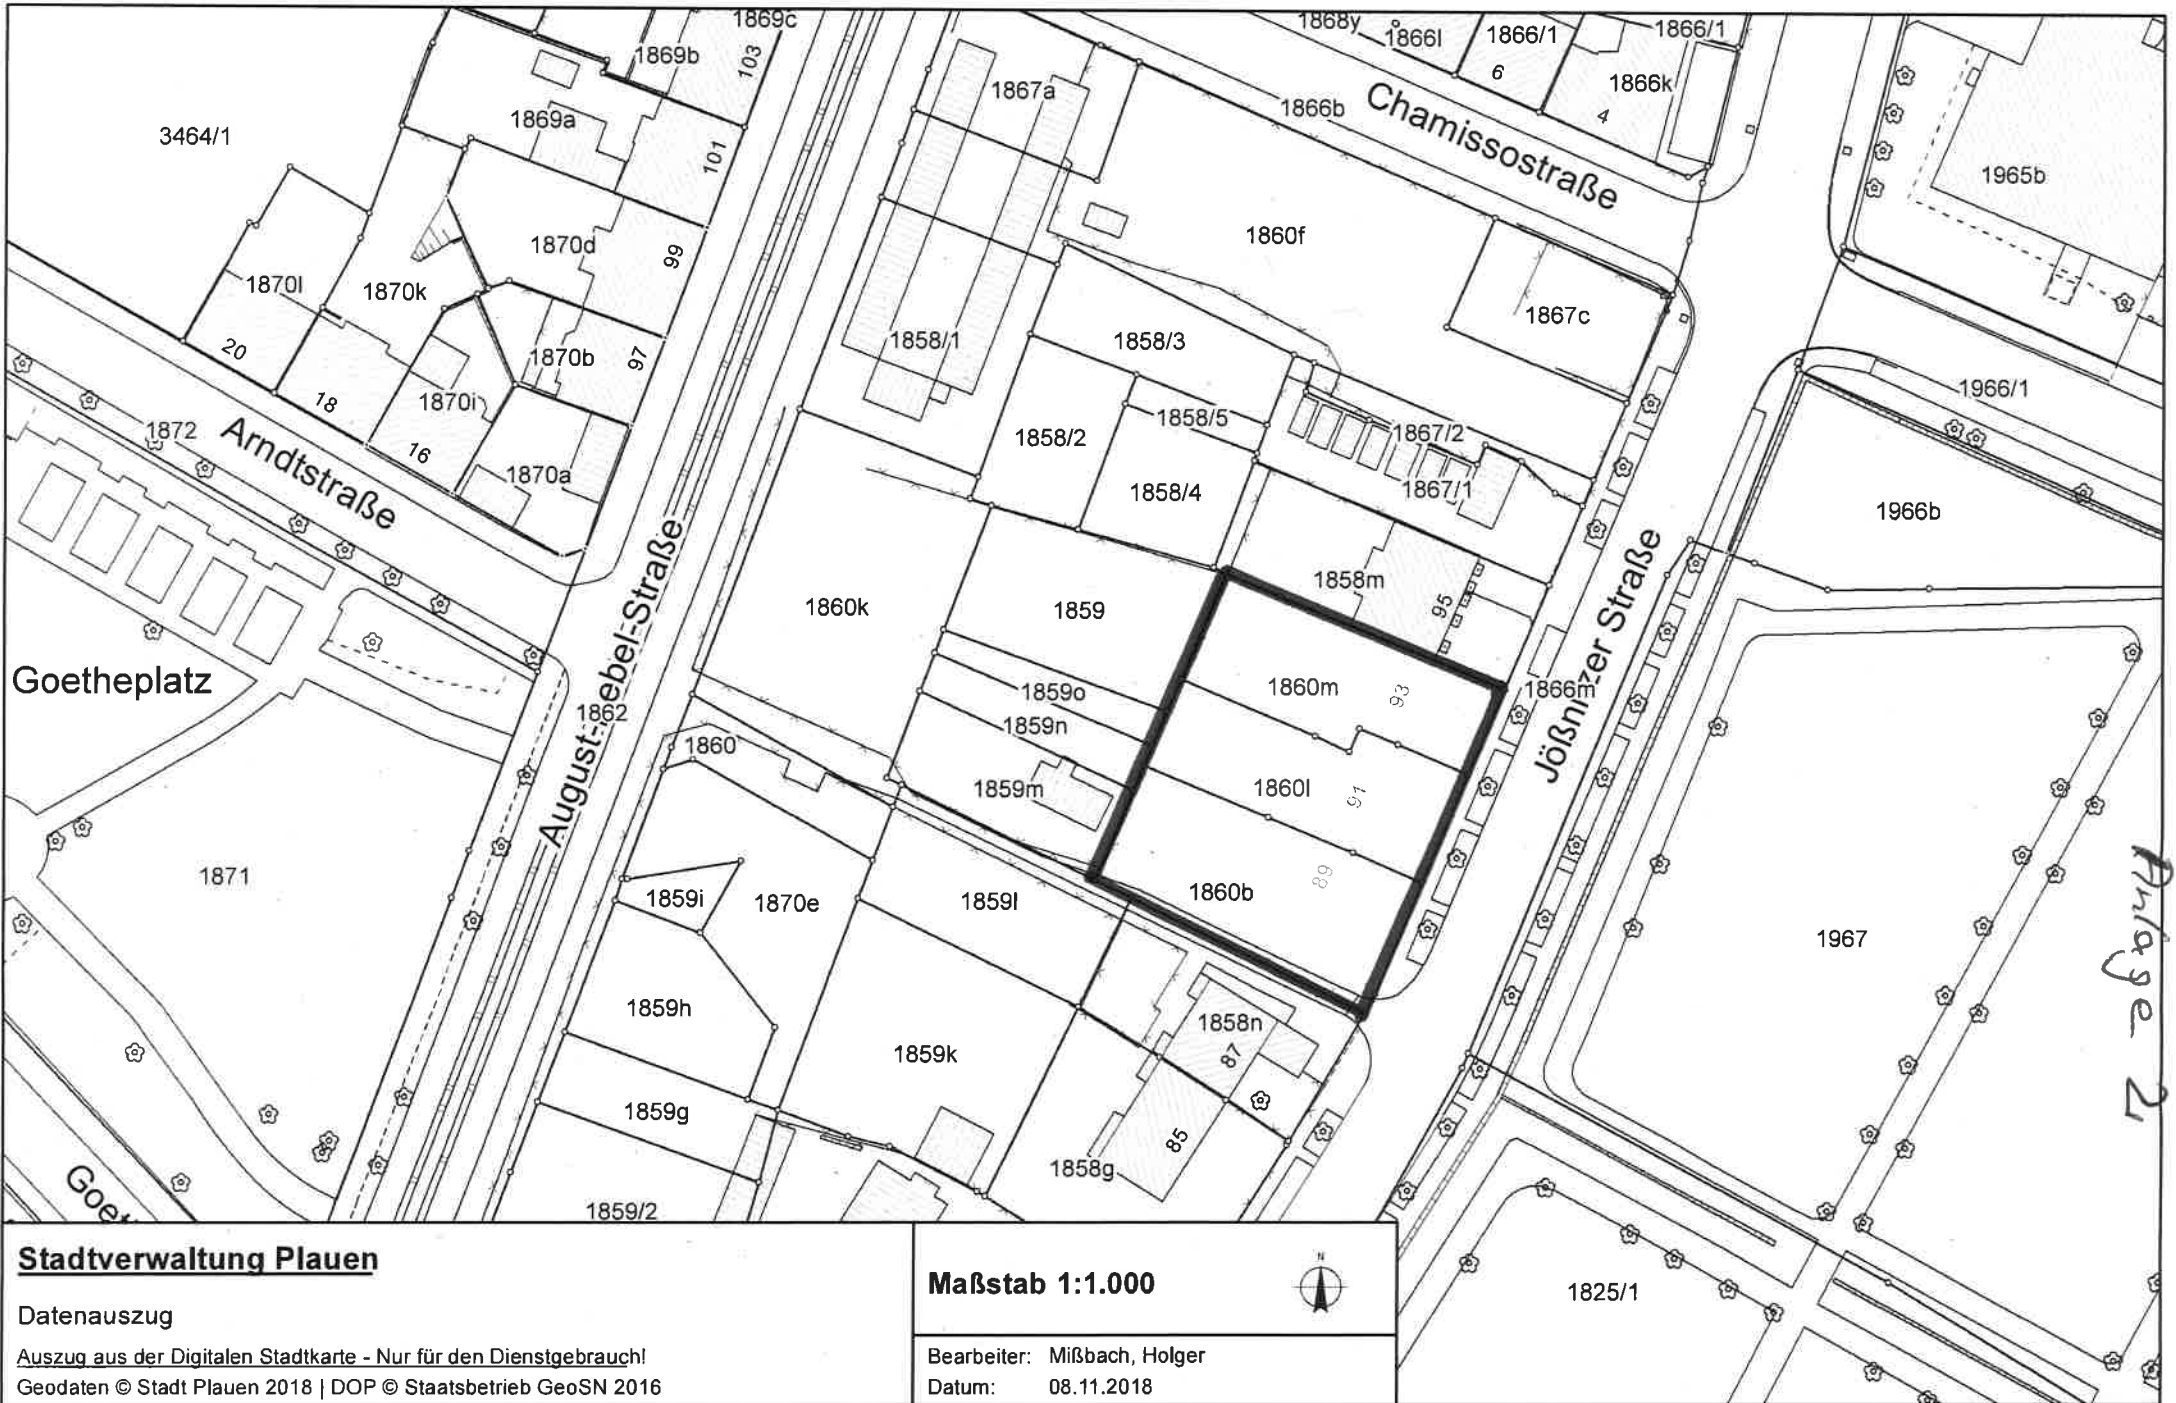 1869c
1868y
1866l
1866/1
1866/1
1869b
103
6
1866k
1867a
1866b
Chamissostraße
4
3464/1
1869a
101
1965b
1870d
99
1860f
1870l
1870k
1867c
1858/1
1858/3
20
1870b
97
18
1870i
1966/1
1858/5
1872
Arndtstraße
16
1858/2
1867/2
1870a
1858/4
1867/1
1966b
1858m
95
1860k
1859
Jößnitzer Straße
Goetheplatz
August-Bebel-Straße
1862
1859o
1860m
93
1866m
1859n
1860
1859m
1860l
91
1871
1859i
1870e
1859l
1860b
89
1967
Anlage 2
1859h
1859k
1858n
87
1859g
1858g
85
1859/2
Goet
1825/1
Stadtverwaltung Plauen
Datenauszug
Auszug aus der Digitalen Stadtkarte - Nur für den Dienstgebrauch!
Geodaten © Stadt Plauen 2018 | DOP © Staatsbetrieb GeoSN 2016
Maßstab 1:1.000
N
Bearbeiter: Mißbach, Holger
Datum: 08.11.2018